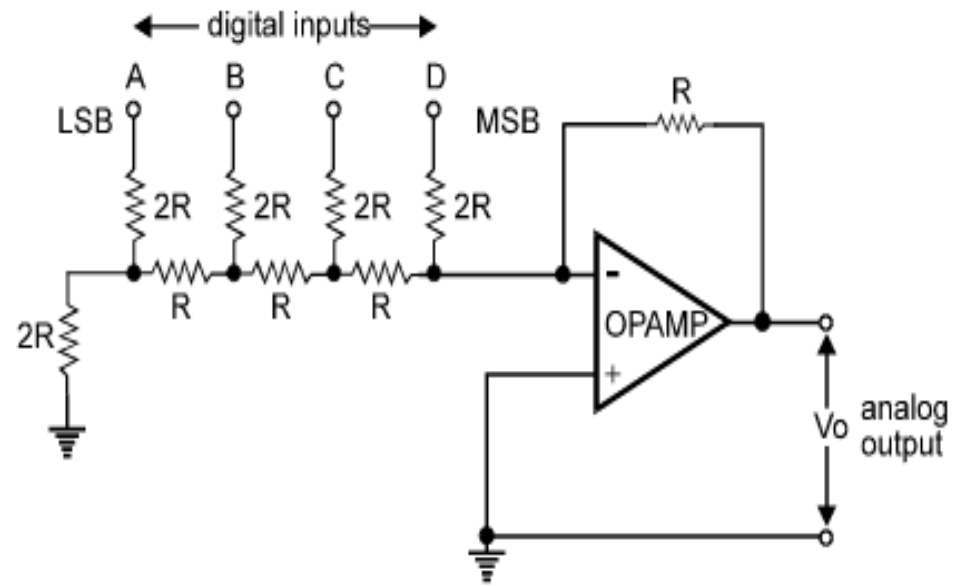 digital inputs
A B C D
LSB MSB R
2R 2R 2R 2R
- 
R R R
2R OPAMP
+
Vo analog
output